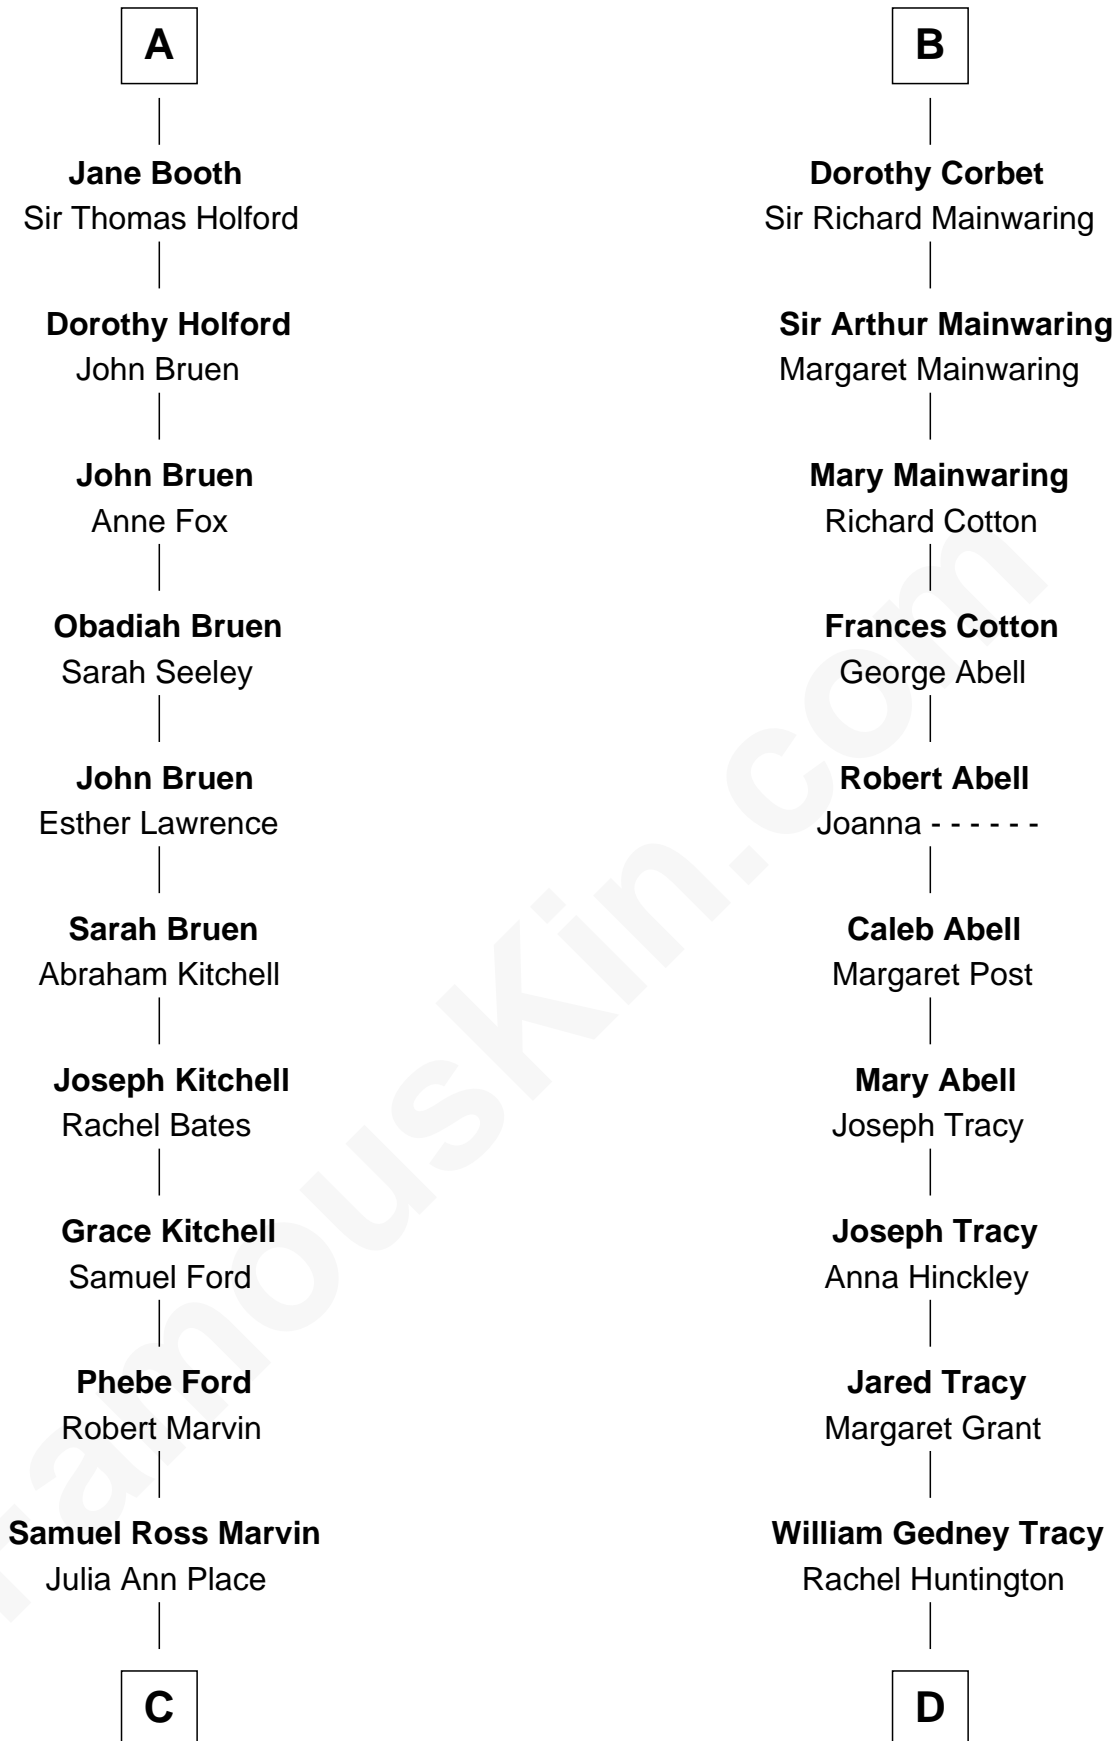 A
Jane Booth
Sir Thomas Holford
Dorothy Holford
John Bruen
John Bruen
Anne Fox
Obadiah Bruen
Sarah Seeley
John Bruen
Esther Lawrence
Sarah Bruen
Abraham Kitchell
Joseph Kitchell
Rachel Bates
Grace Kitchell
Samuel Ford
Phebe Ford
Robert Marvin
Samuel Ross Marvin
Julia Ann Place
C
B
Dorothy Corbet
Sir Richard Mainwaring
Sir Arthur Mainwaring
Margaret Mainwaring
Mary Mainwaring
Richard Cotton
Frances Cotton
George Abell
Robert Abell
Joanna - - - - - -
Caleb Abell
Margaret Post
Mary Abell
Joseph Tracy
Joseph Tracy
Anna Hinckley
Jared Tracy
Margaret Grant
William Gedney Tracy
Rachel Huntington
D
FamousKin.com